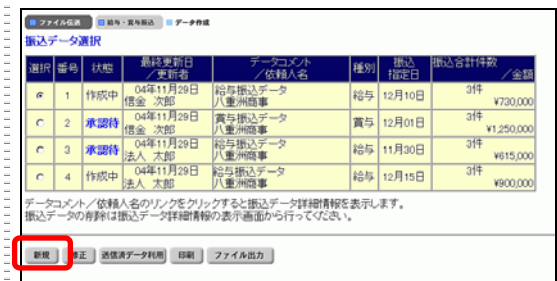 ファイル伝送 給与・賞与振込 データ作成
振込データ選択
選択 番号 状態 最終更新日／更新者 データコメント／依頼人名 種別 振込指定日 振込合計件数／金額
1 作成中 04年11月29日 信金 次郎 給与振込データ 八重洲商事 給与 12月10日 3件 ¥730,000
2 承認待 04年11月29日 信金 次郎 賞与振込データ 八重洲商事 賞与 12月01日 3件 ¥1,250,000
3 承認待 04年11月29日 法人 太郎 給与振込データ 八重洲商事 給与 11月30日 3件 ¥615,000
4 作成中 04年11月29日 法人 太郎 給与振込データ 八重洲商事 給与 12月15日 3件 ¥900,000
データコメント／依頼人名のリンクをクリックすると振込データ詳細情報を表示します。
振込データの削除は振込データ詳細情報の表示画面から行ってください。
新規 修正 送信済データ利用 印刷 ファイル出力